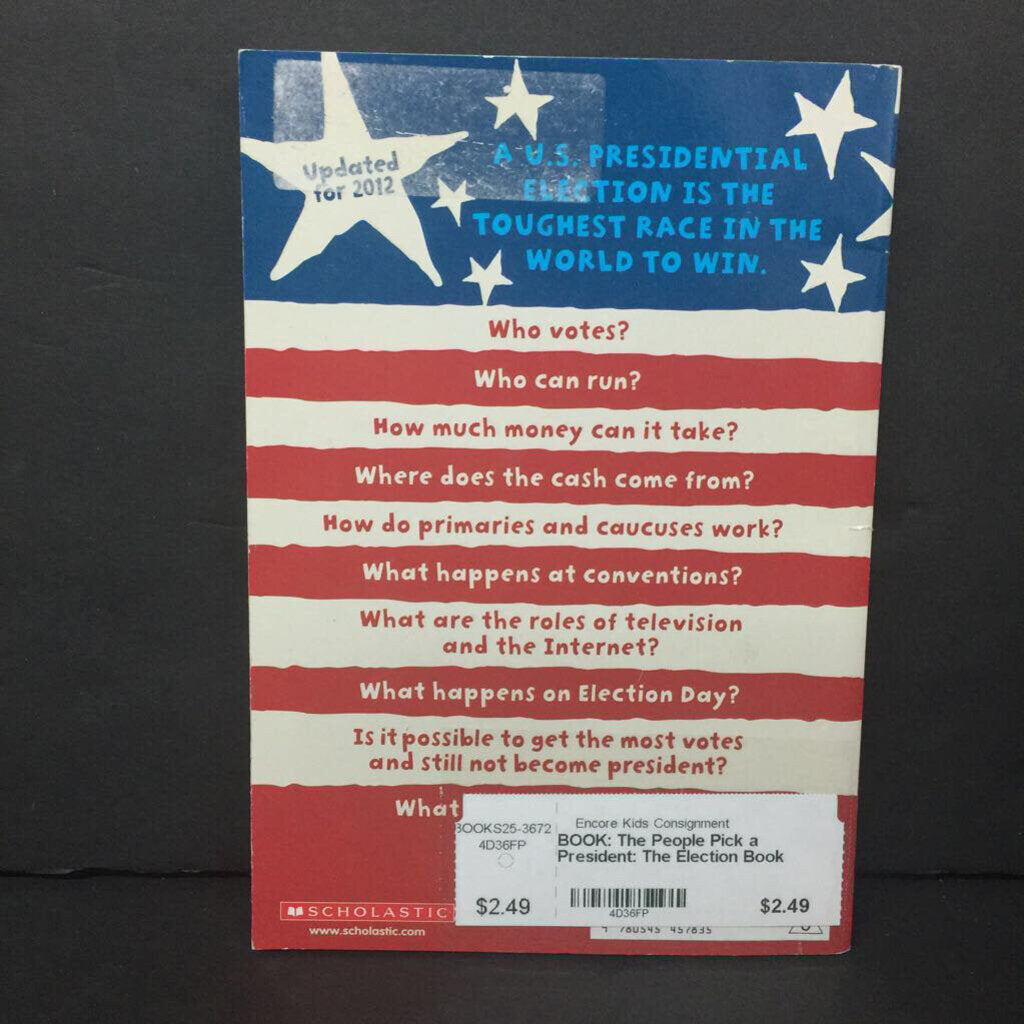 Updated
for 2012
A U.S. PRESIDENTIAL
ELECTION IS THE
TOUGHEST RACE IN THE
WORLD TO WIN.
Who votes?
Who can run?
How much money can it take?
Where does the cash come from?
How do primaries and caucuses work?
What happens at conventions?
What are the roles of television
and the Internet?
What happens on Election Day?
Is it possible to get the most votes
and still not become president?
What
BOOKS25-3672
4D36FP
$2.49
Encore Kids Consignment
BOOK: The People Pick a
President: The Election Book
4D36FP
$2.49
SCHOLASTIC
www.scholastic.com
9 780545 457835